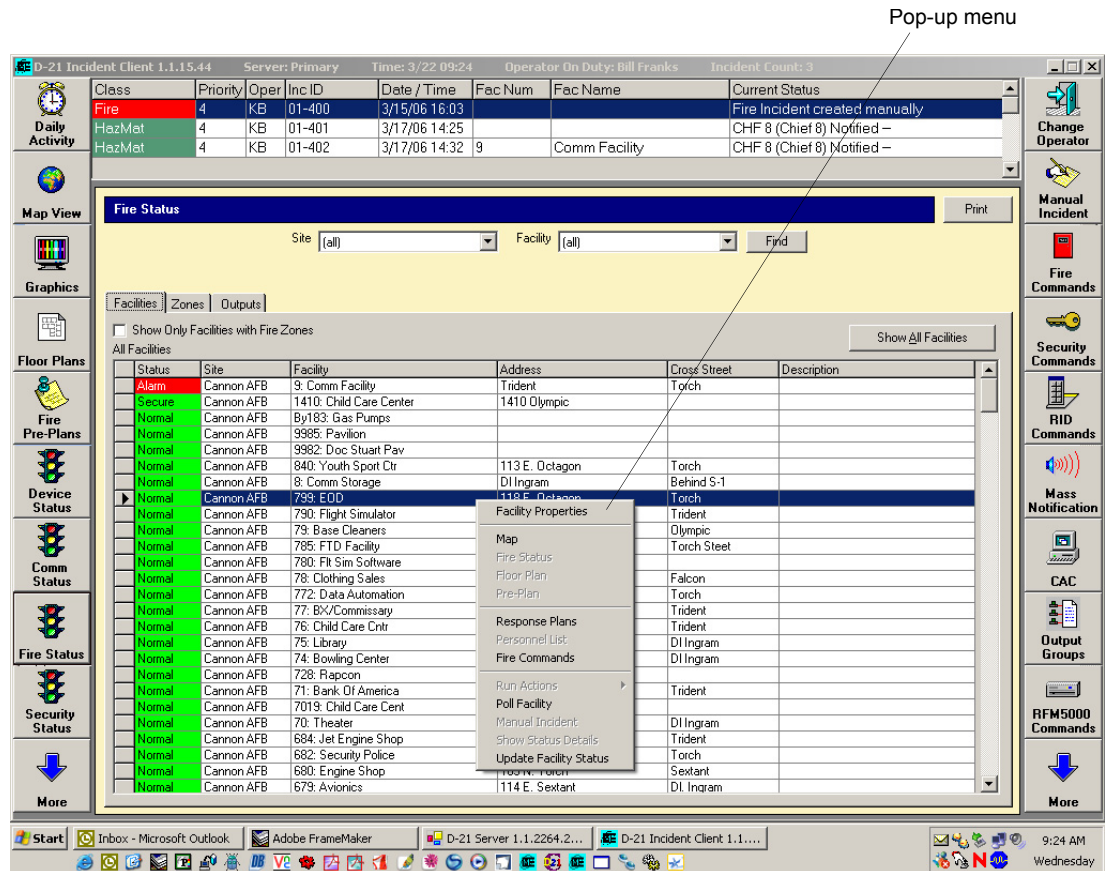 Pop-up menu
D-21 Incident Client 1.1.15.44 Server: Primary Time: 3/22 09:24 Operator On Duty: Bill Franks Incident Count: 3
Class Priority Oper Inc ID Date / Time Fac Num Fac Name Current Status
Fire 4 KB 01-400 3/15/06 16:03 Fire Incident created manually
HazMat 4 KB 01-401 3/17/06 14:25 CHF 8 (Chief 8) Notified –
HazMat 4 KB 01-402 3/17/06 14:32 9 Comm Facility CHF 8 (Chief 8) Notified –
Daily
Activity
Map View
Graphics
Floor Plans
Fire
Pre-Plans
Device
Status
Comm
Status
Fire Status
Security
Status
More
Fire Status Print
Site (all) Facility (all) Find
Facilities Zones Outputs
Show Only Facilities with Fire Zones
Show All Facilities
All Facilities
Status Site Facility Address Cross Street Description
Alarm Cannon AFB 9: Comm Facility Trident Torch
Secure Cannon AFB 1410: Child Care Center 1410 Olympic
Normal Cannon AFB By183: Gas Pumps
Normal Cannon AFB 9985: Pavilion
Normal Cannon AFB 9982: Doc Stuart Pav
Normal Cannon AFB 840: Youth Sport Ctr 113 E. Octagon Torch
Normal Cannon AFB 8: Comm Storage Dl Ingram Behind S-1
Normal Cannon AFB 799: EOD 118 E. Octagon Torch
Normal Cannon AFB 790: Flight Simulator Trident
Normal Cannon AFB 79: Base Cleaners Olympic
Normal Cannon AFB 785: FTD Facility Torch Steet
Normal Cannon AFB 780: Flt Sim Software
Normal Cannon AFB 78: Clothing Sales Falcon
Normal Cannon AFB 772: Data Automation Torch
Normal Cannon AFB 77: BX/Commissary Trident
Normal Cannon AFB 76: Child Care Cntr Trident
Normal Cannon AFB 75: Library Dl Ingram
Normal Cannon AFB 74: Bowling Center Dl Ingram
Normal Cannon AFB 728: Rapcon
Normal Cannon AFB 71: Bank Of America Trident
Normal Cannon AFB 7019: Child Care Cent
Normal Cannon AFB 70: Theater Dl Ingram
Normal Cannon AFB 684: Jet Engine Shop Trident
Normal Cannon AFB 682: Security Police Torch
Normal Cannon AFB 680: Engine Shop Sextant
Normal Cannon AFB 679: Avionics 114 E. Sextant Dl. Ingram
Facility Properties
Map
Fire Status
Floor Plan
Pre-Plan
Response Plans
Personnel List
Fire Commands
Run Actions
Poll Facility
Manual Incident
Show Status Details
Update Facility Status
Change
Operator
Manual
Incident
Fire
Commands
Security
Commands
RID
Commands
Mass
Notification
CAC
Output
Groups
RFM5000
Commands
More
Start Inbox - Microsoft Outlook Adobe FrameMaker D-21 Server 1.1.2264.2... D-21 Incident Client 1.1.... 9:24 AM
Wednesday